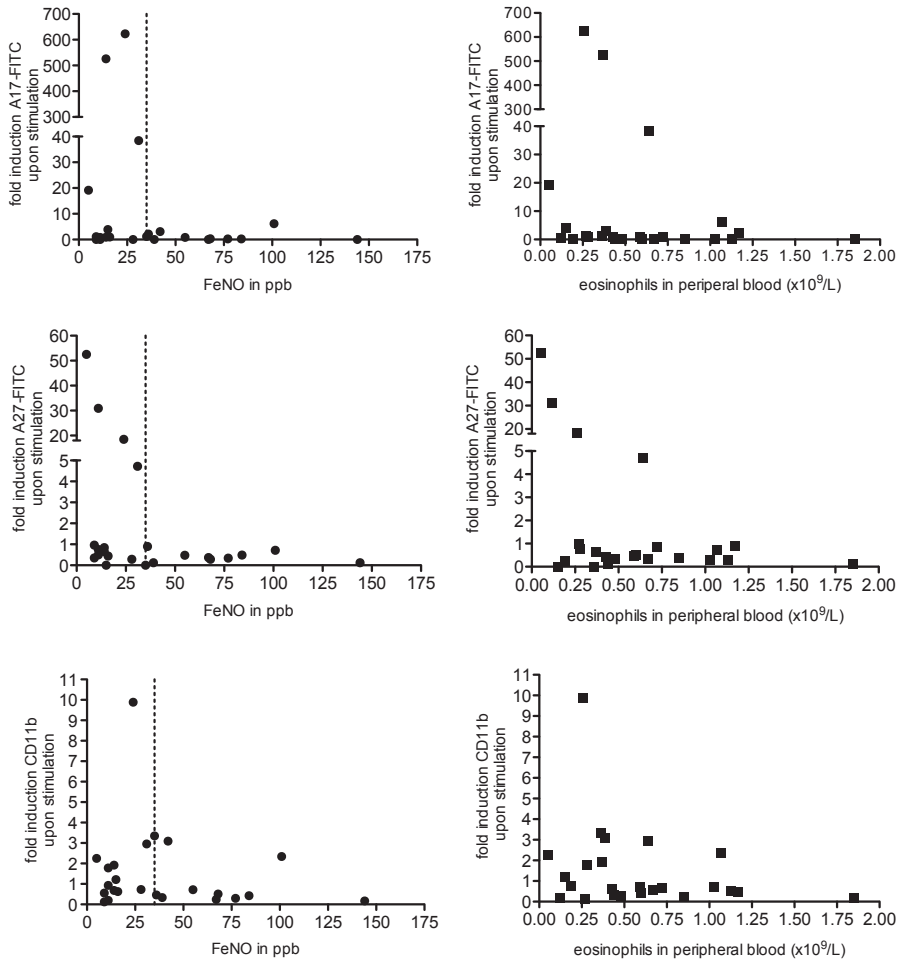 700
600
500
400
300
40
30
20
10
0
0 25 50 75 100 125 150 175
fold induction A17-FITC
upon stimulation
FeNO in ppb
700
600
500
400
300
40
30
20
10
0
0.00 0.25 0.50 0.75 1.00 1.25 1.50 1.75 2.00
fold induction A17-FITC
upon stimulation
eosinophils in periperal blood (x10⁹/L)
60
50
40
30
20
5
4
3
2
1
0
0 25 50 75 100 125 150 175
fold induction A27-FITC
upon stimulation
FeNO in ppb
60
50
40
30
20
5
4
3
2
1
0
0.00 0.25 0.50 0.75 1.00 1.25 1.50 1.75 2.00
fold induction A27-FITC
upon stimulation
eosinophils in peripheral blood (x10⁹/L)
11
10
9
8
7
6
5
4
3
2
1
0
0 25 50 75 100 125 150 175
fold induction CD11b
upon stimulation
FeNO in ppb
11
10
9
8
7
6
5
4
3
2
1
0
0.00 0.25 0.50 0.75 1.00 1.25 1.50 1.75 2.00
fold induction CD11b
upon stimulation
eosinophils in peripheral blood (x10⁹/L)